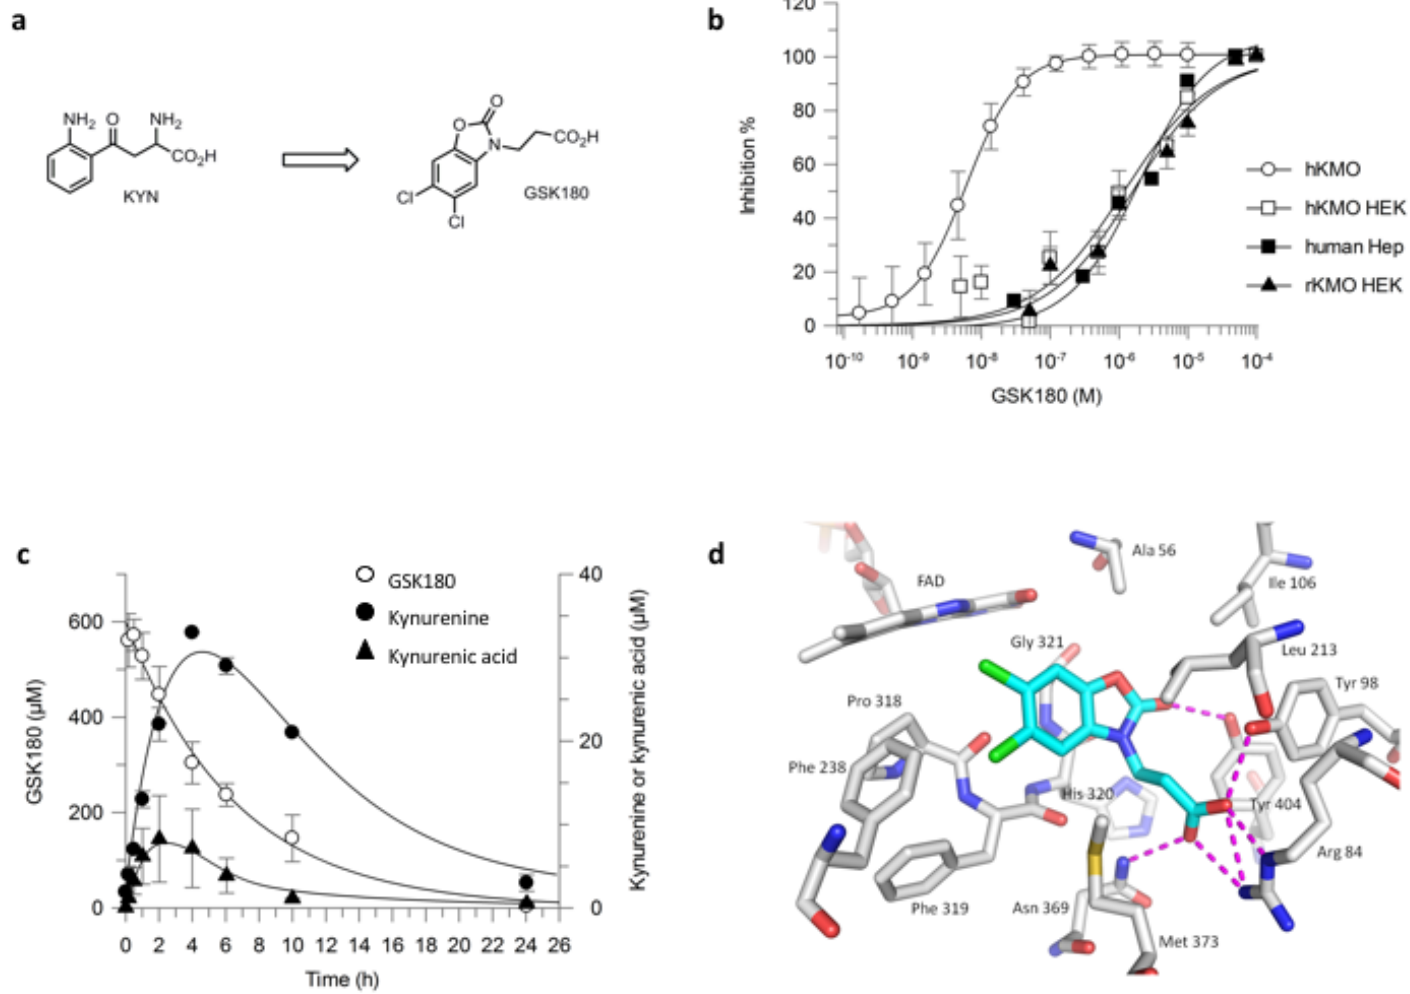 a
NH₂ O NH₂
CO₂H
KYN
O
O
N
CO₂H
Cl
Cl
GSK180
b
Inhibition %
120
100
80
60
40
20
0
10⁻¹⁰ 10⁻⁹ 10⁻⁸ 10⁻⁷ 10⁻⁶ 10⁻⁵ 10⁻⁴
GSK180 (M)
hKMO
hKMO HEK
human Hep
rKMO HEK
c
GSK180
Kynurenine
Kynurenic acid
GSK180 (µM)
600
400
200
0
40
20
0
Kynurenine or kynurenic acid (µM)
0 2 4 6 8 10 12 14 16 18 20 22 24 26
Time (h)
d
FAD
Ala 56
Ile 106
Gly 321
Leu 213
Pro 318
Tyr 98
Phe 238
His 320
Tyr 404
Arg 84
Phe 319
Asn 369
Met 373